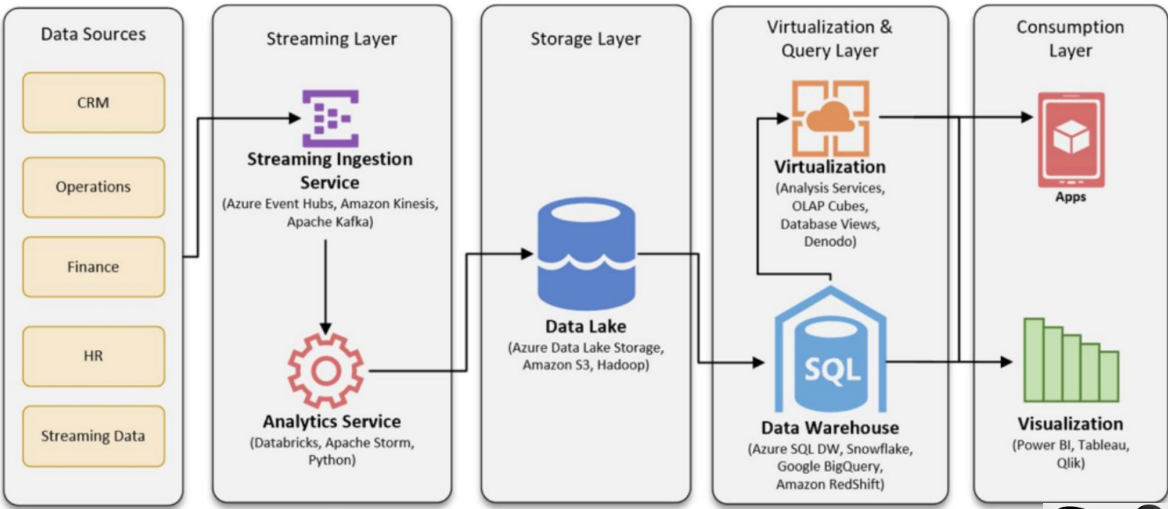 Data Sources
CRM
Operations
Finance
HR
Streaming Data
Streaming Layer
Streaming Ingestion
Service
(Azure Event Hubs, Amazon Kinesis,
Apache Kafka)
Analytics Service
(Databricks, Apache Storm,
Python)
Storage Layer
Data Lake
(Azure Data Lake Storage,
Amazon S3, Hadoop)
Virtualization &
Query Layer
Virtualization
(Analysis Services,
OLAP Cubes,
Database Views,
Denodo)
SQL
Data Warehouse
(Azure SQL DW, Snowflake,
Google BigQuery,
Amazon RedShift)
Consumption
Layer
Apps
Visualization
(Power BI, Tableau,
Qlik)